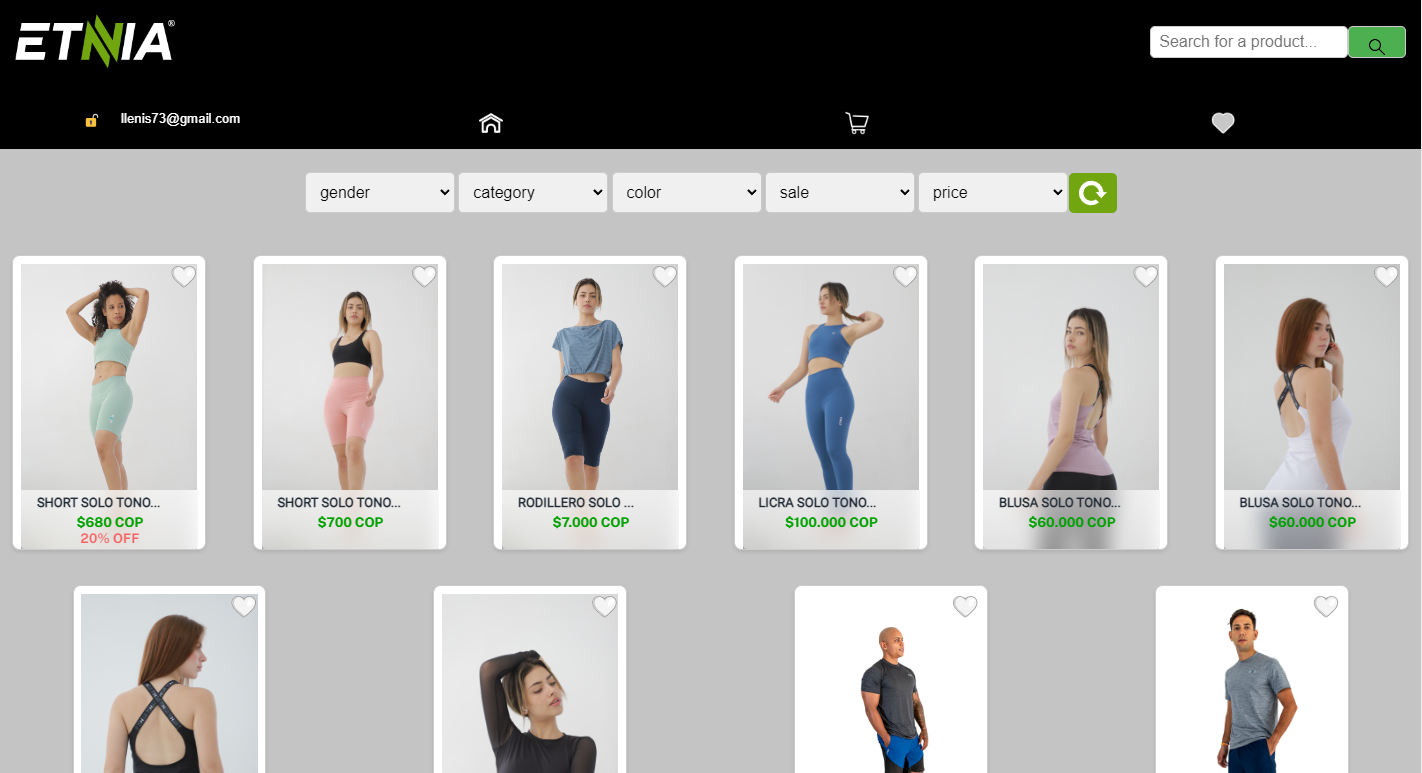 ETNIA®
Search for a product...
llenis73@gmail.com
gender
category
color
sale
price
SHORT SOLO TONO...
$680 COP
20% OFF
SHORT SOLO TONO...
$700 COP
RODILLERO SOLO ...
$7.000 COP
LICRA SOLO TONO...
$100.000 COP
BLUSA SOLO TONO...
$60.000 COP
BLUSA SOLO TONO...
$60.000 COP